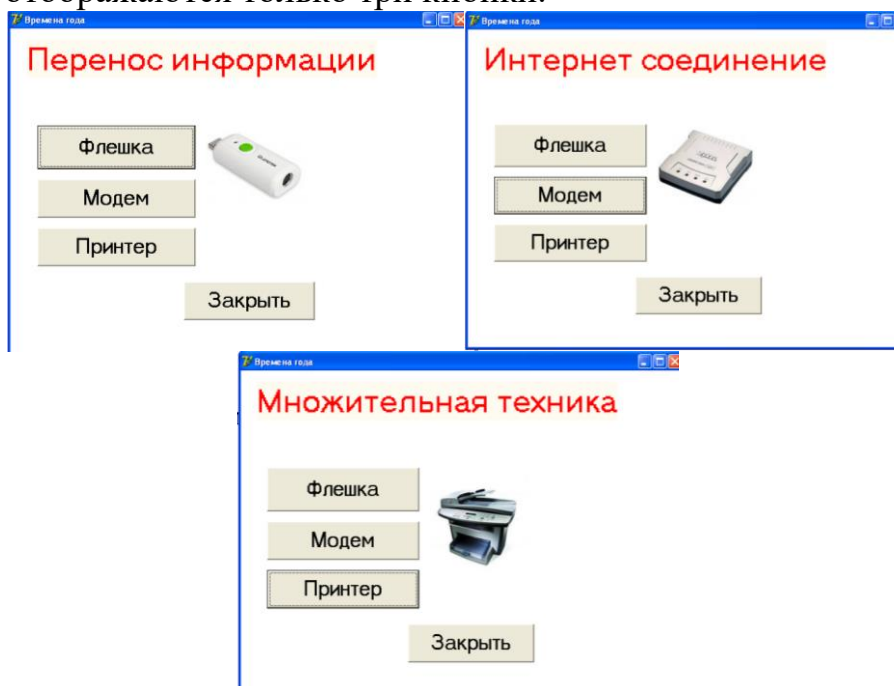 отображаются только три кнопки.
Времена года
Перенос информации
Флешка
Модем
Принтер
Закрыть
Времена года
Интернет соединение
Флешка
Модем
Принтер
Закрыть
Времена года
Множительная техника
Флешка
Модем
Принтер
Закрыть